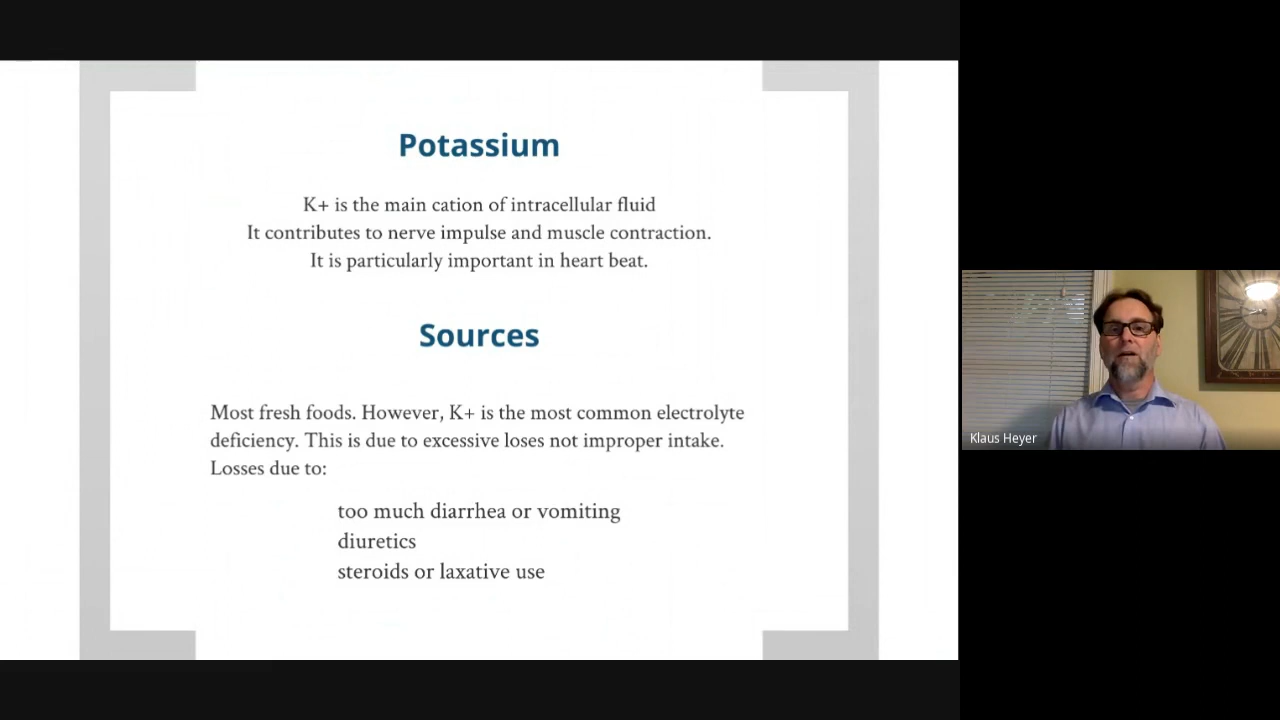 Potassium
K+ is the main cation of intracellular fluid
It contributes to nerve impulse and muscle contraction.
It is particularly important in heart beat.
Sources
Most fresh foods. However, K+ is the most common electrolyte
deficiency. This is due to excessive loses not improper intake.
Losses due to:
too much diarrhea or vomiting
diuretics
steroids or laxative use
Klaus Heyer